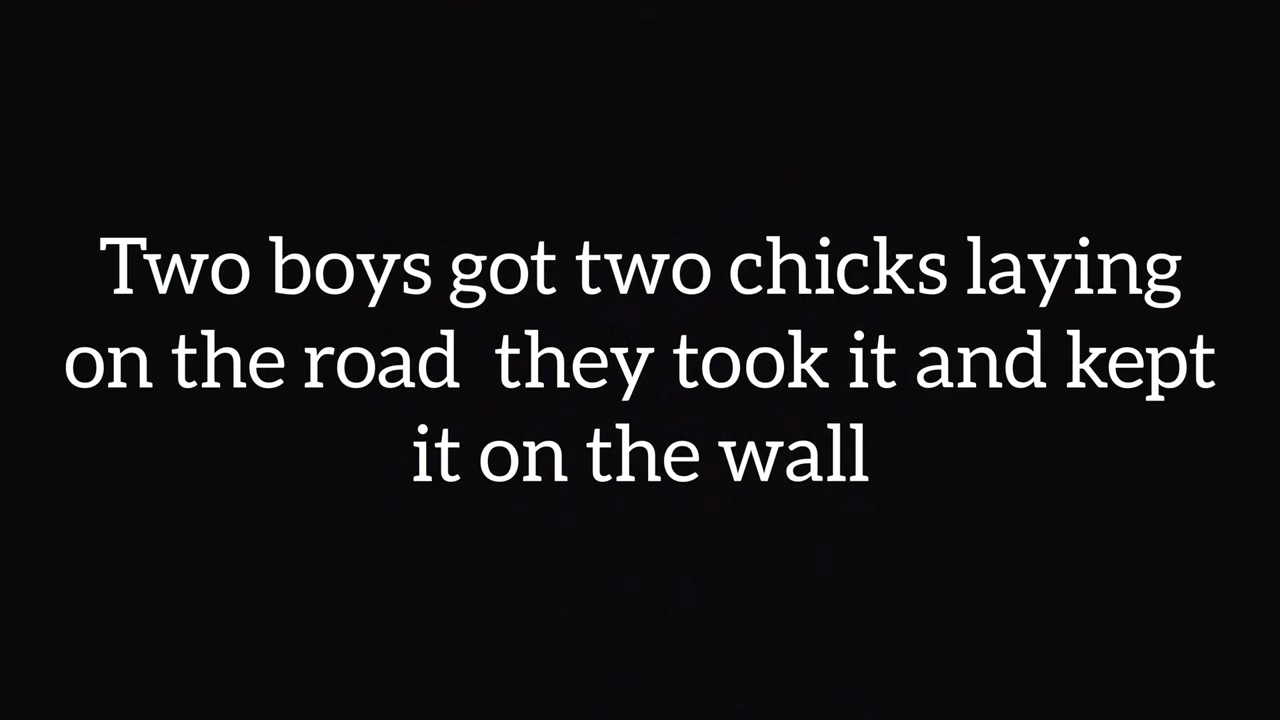 Two boys got two chicks laying
on the road  they took it and kept
it on the wall